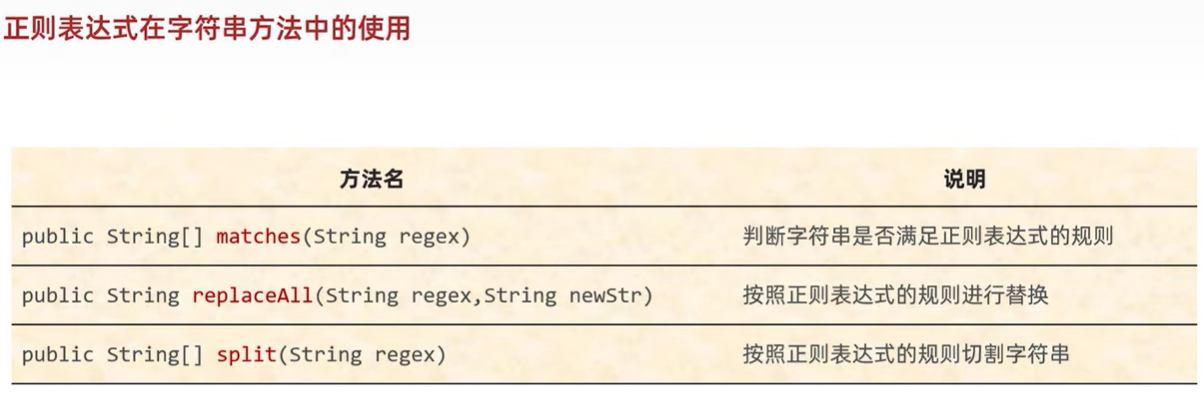 正则表达式在字符串方法中的使用
方法名 说明
public String[] matches(String regex) 判断字符串是否满足正则表达式的规则
public String replaceAll(String regex,String newStr) 按照正则表达式的规则进行替换
public String[] split(String regex) 按照正则表达式的规则切割字符串